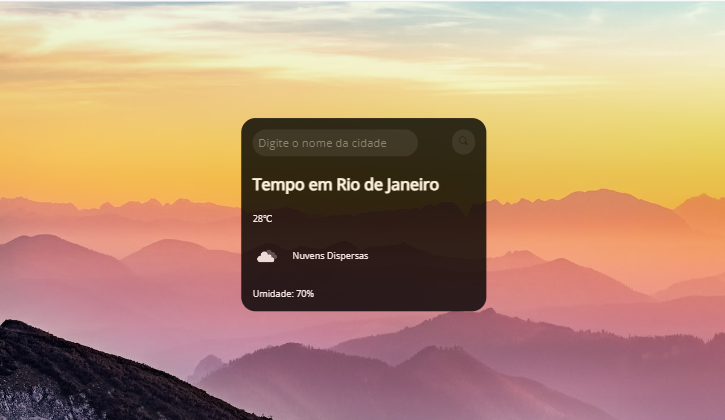 Digite o nome da cidade
Tempo em Rio de Janeiro
28°C
Nuvens Dispersas
Umidade: 70%